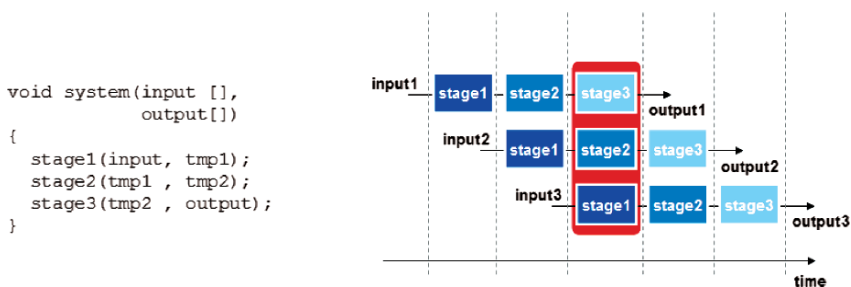 void system(input [],
output[])
{
stage1(input, tmp1);
stage2(tmp1 , tmp2);
stage3(tmp2 , output);
}
input1 stage1 stage2 stage3 output1
input2 stage1 stage2 stage3 output2
input3 stage1 stage2 stage3 output3
time